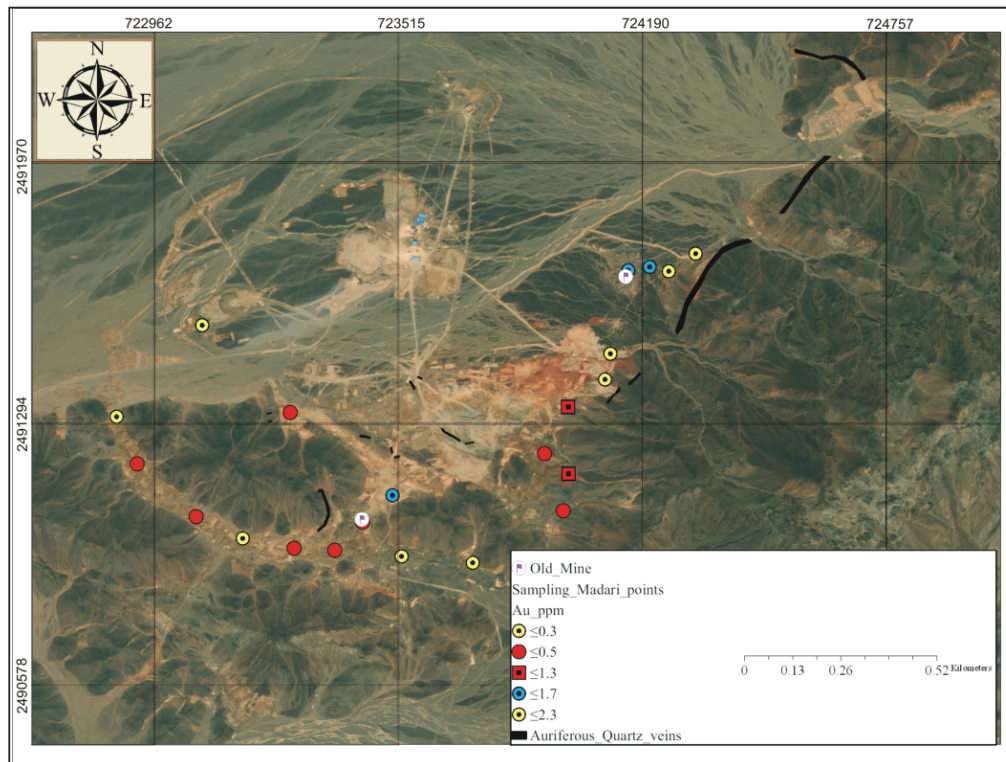 722962 723515 724190 724757
N
W E
S
2491970
2491294
2490578
Old_Mine
Sampling_Madari_points
Au_ppm
≤0.3
≤0.5
≤1.3
≤1.7
≤2.3
Auriferous_Quartz_veins
0 0.13 0.26 0.52 Kilometers